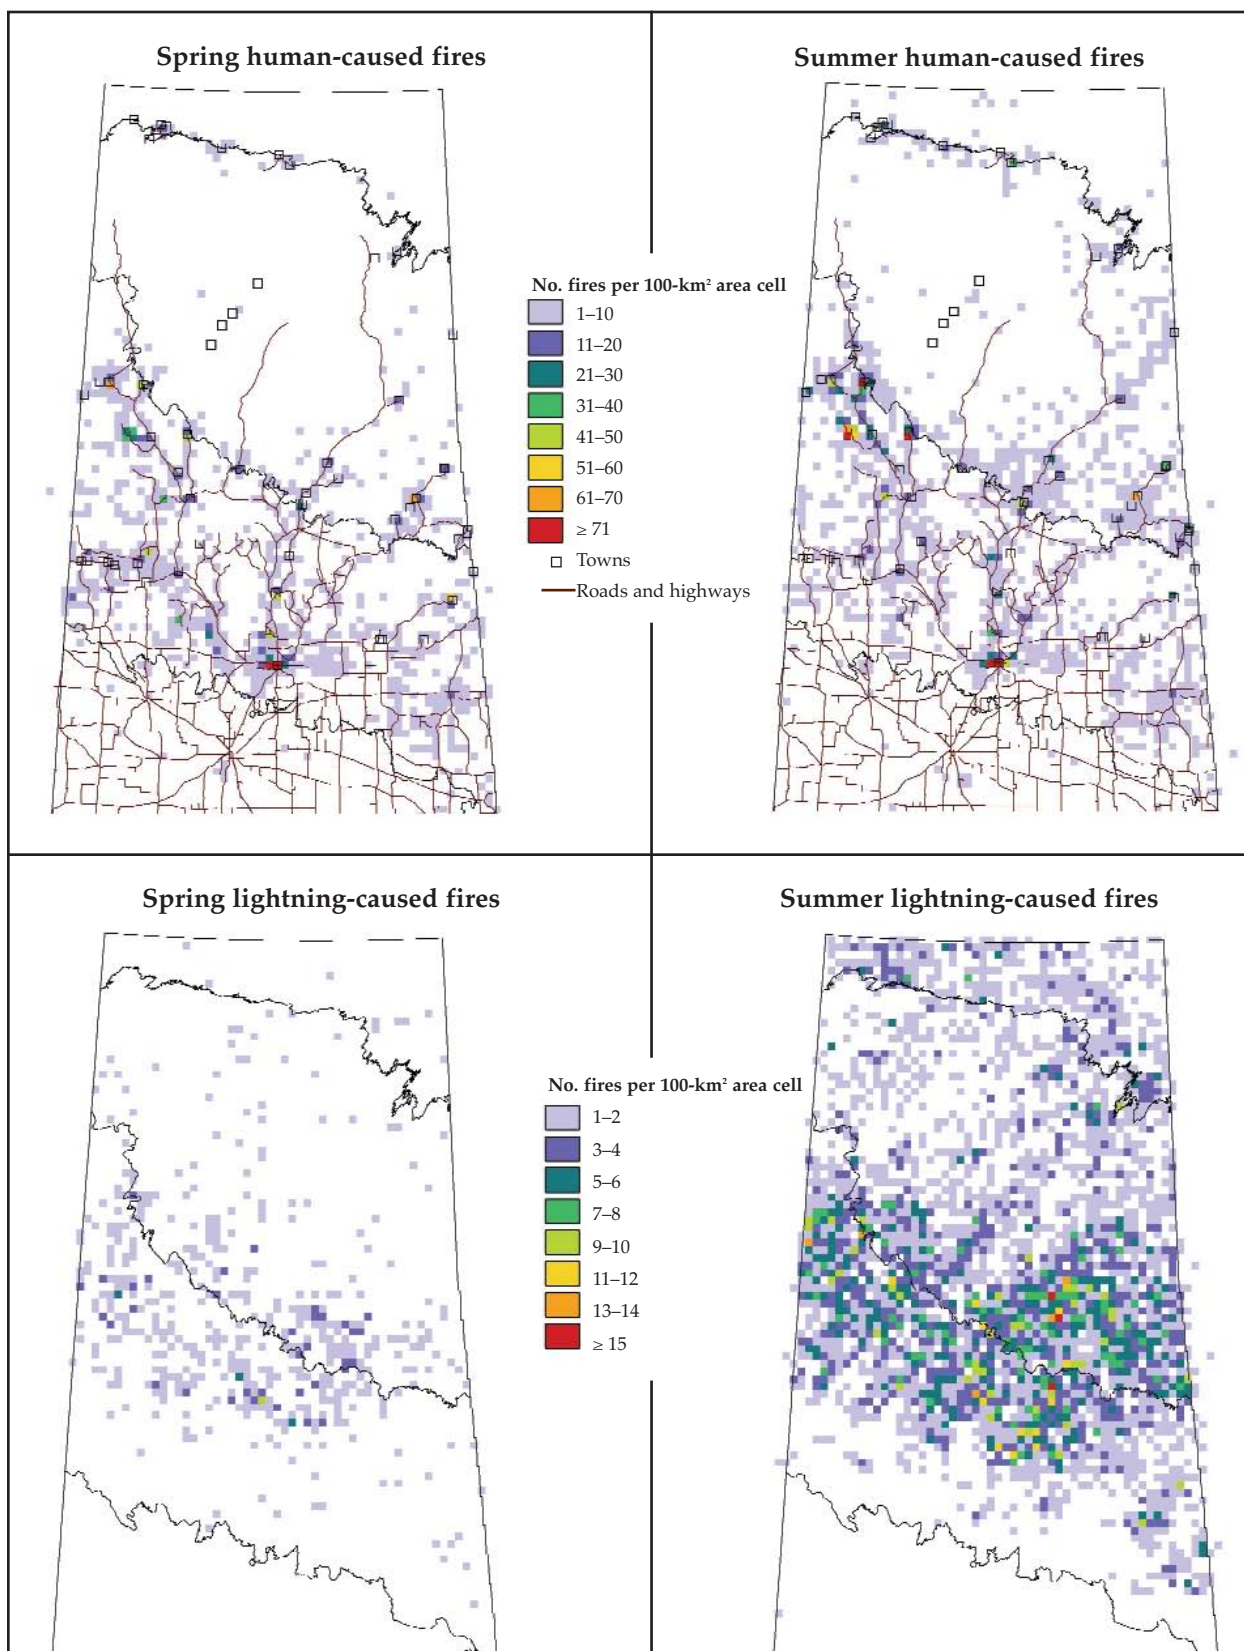 Spring human-caused fires
Summer human-caused fires
No. fires per 100-km² area cell
1–10
11–20
21–30
31–40
41–50
51–60
61–70
≥ 71
Towns
Roads and highways
Spring lightning-caused fires
Summer lightning-caused fires
No. fires per 100-km² area cell
1–2
3–4
5–6
7–8
9–10
11–12
13–14
≥ 15